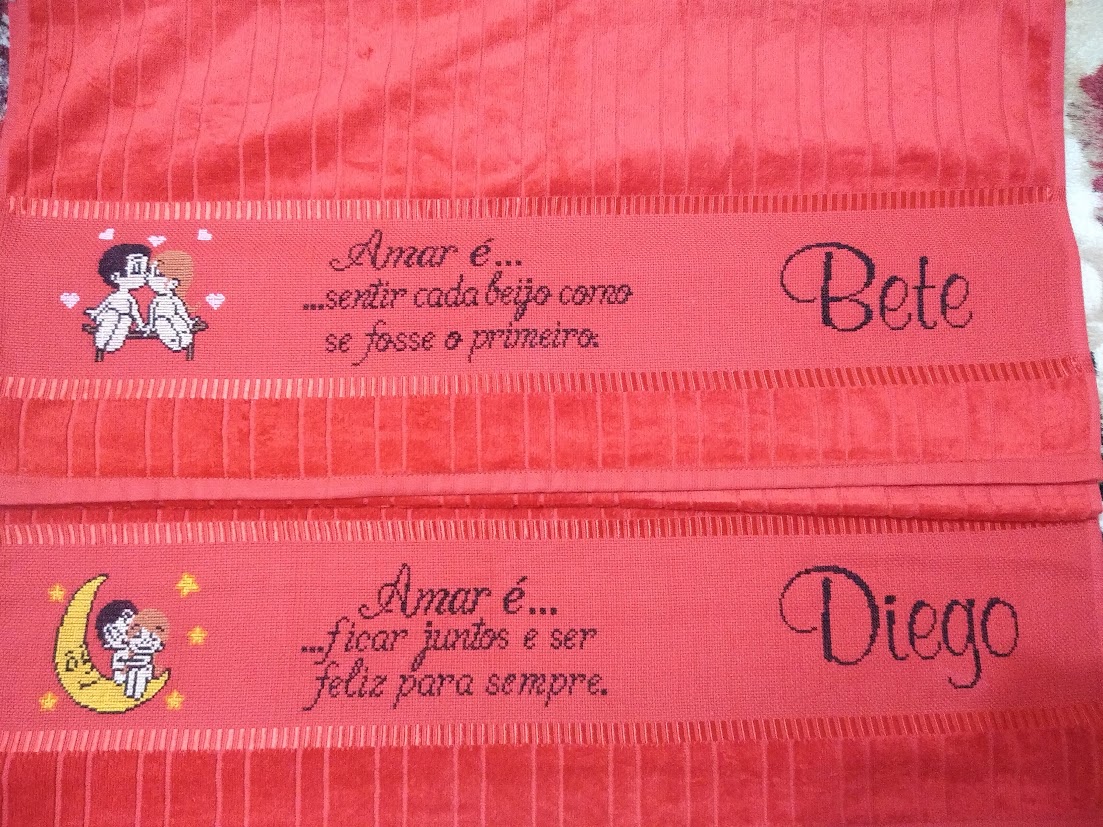 Amar é...
...sentir cada beijo como
se fosse o primeiro.
Bete
Amar é...
...ficar juntos e ser
feliz para sempre.
Diego